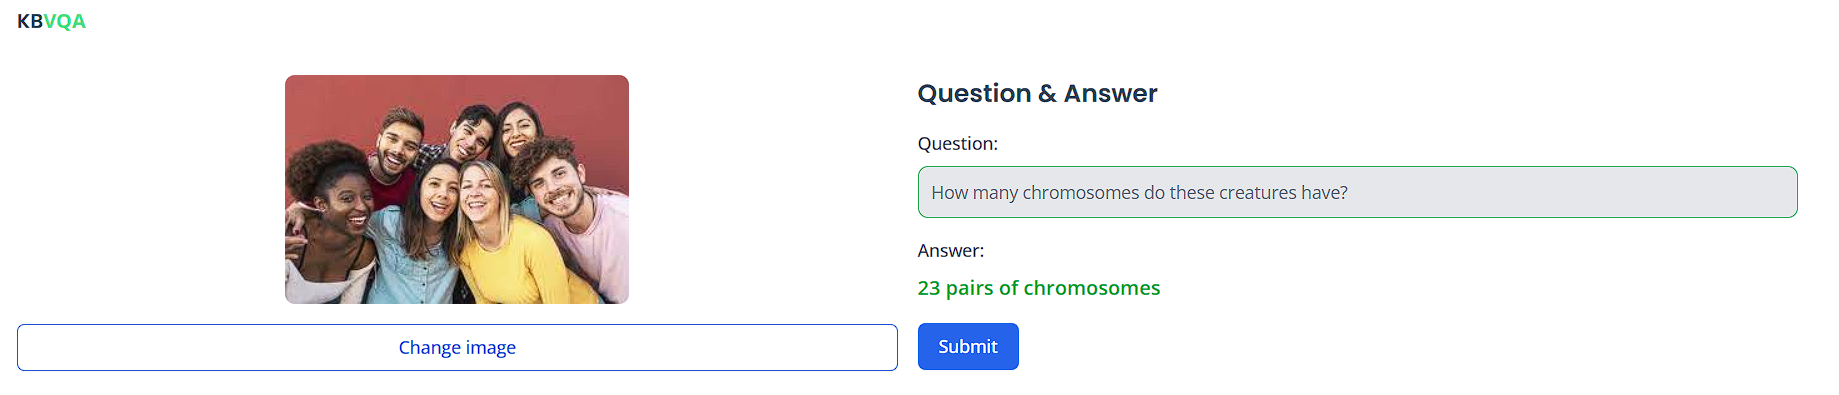 KBVQA
Change image
Question & Answer
Question:
How many chromosomes do these creatures have?
Answer:
23 pairs of chromosomes
Submit